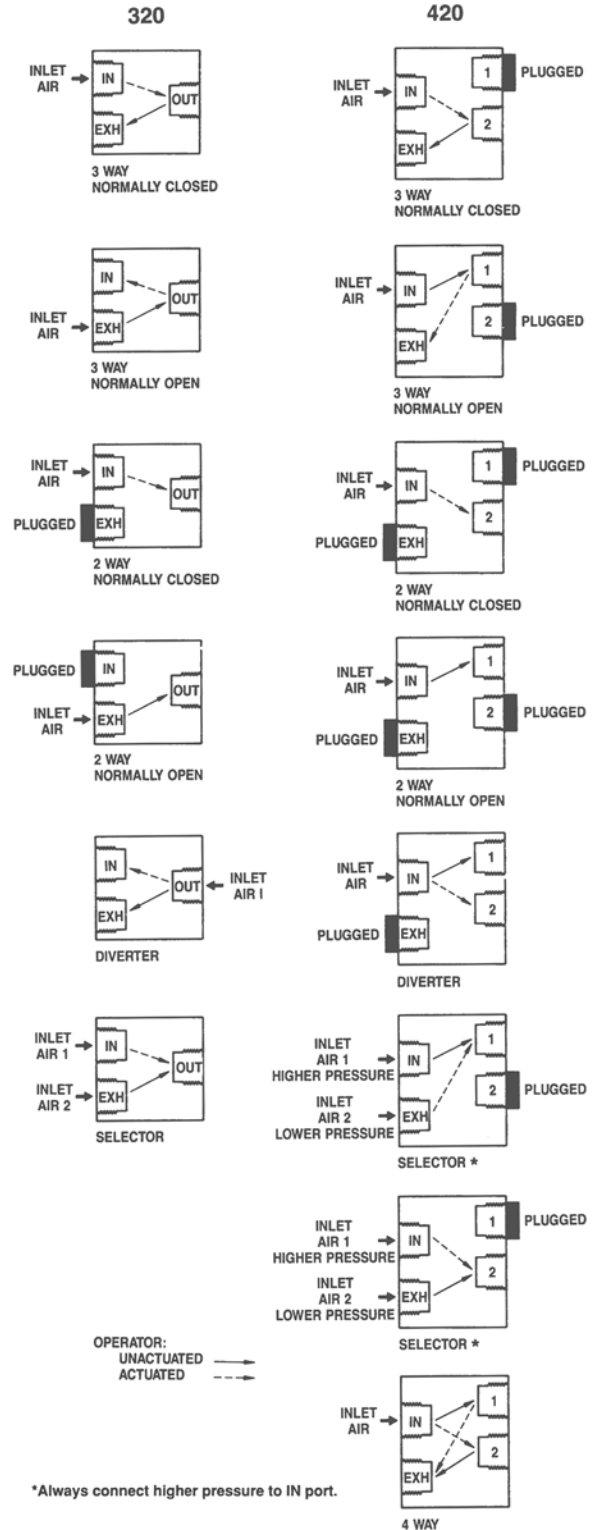 320
420
INLET
AIR
IN
OUT
EXH
3 WAY
NORMALLY CLOSED
1
PLUGGED
INLET
AIR
IN
2
EXH
3 WAY
NORMALLY CLOSED
IN
OUT
INLET
AIR
EXH
3 WAY
NORMALLY OPEN
1
INLET
AIR
IN
2
PLUGGED
EXH
3 WAY
NORMALLY OPEN
INLET
AIR
IN
OUT
PLUGGED
EXH
2 WAY
NORMALLY CLOSED
1
PLUGGED
INLET
AIR
IN
2
PLUGGED
EXH
2 WAY
NORMALLY CLOSED
PLUGGED
IN
OUT
INLET
AIR
EXH
2 WAY
NORMALLY OPEN
1
INLET
AIR
IN
2
PLUGGED
PLUGGED
EXH
2 WAY
NORMALLY OPEN
IN
OUT
INLET
AIR I
EXH
DIVERTER
1
INLET
AIR
IN
2
PLUGGED
EXH
DIVERTER
INLET
AIR 1
IN
OUT
INLET
AIR 2
EXH
SELECTOR
1
INLET
AIR 1
HIGHER PRESSURE
IN
2
PLUGGED
INLET
AIR 2
LOWER PRESSURE
EXH
SELECTOR *
1
PLUGGED
INLET
AIR 1
HIGHER PRESSURE
IN
2
INLET
AIR 2
LOWER PRESSURE
EXH
SELECTOR *
OPERATOR:
UNACTUATED
ACTUATED
1
INLET
AIR
IN
2
EXH
4 WAY
*Always connect higher pressure to IN port.